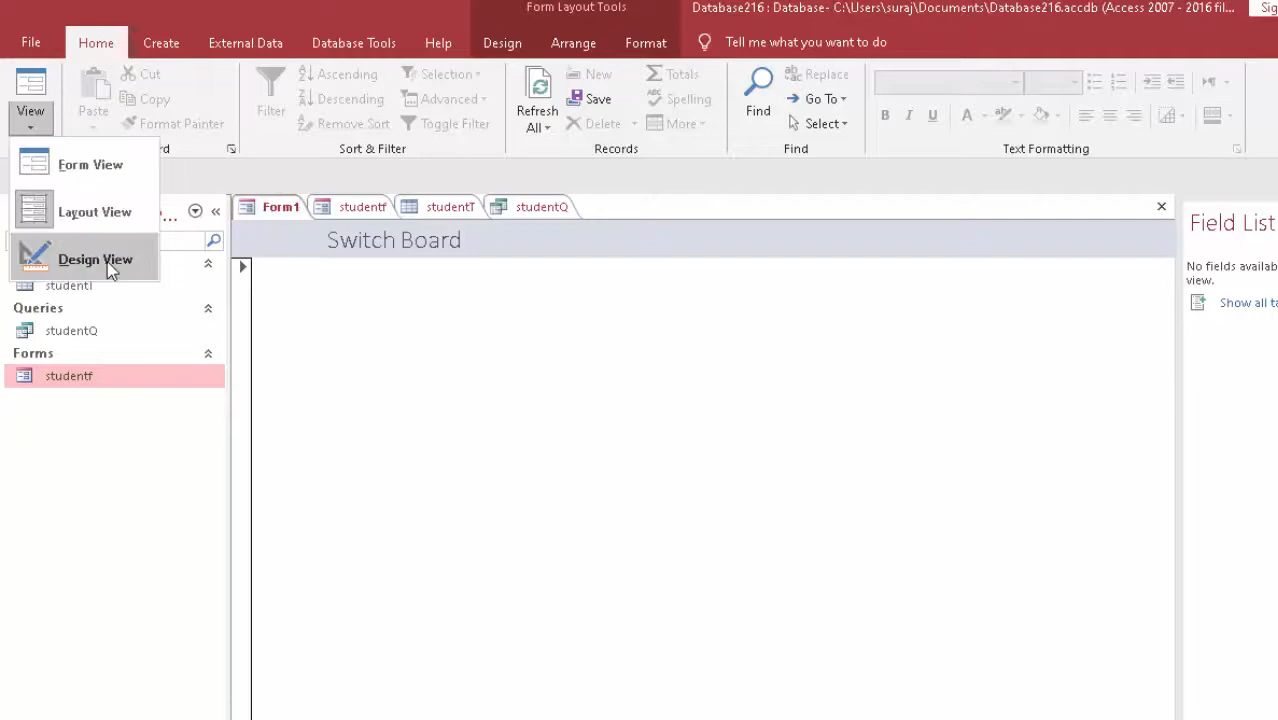 Form Layout Tools
Database216 : Database- C:\Users\suraj\Documents\Database216.accdb (Access 2007 - 2016 fil...
Sig
File
Home
Create
External Data
Database Tools
Help
Design
Arrange
Format
Tell me what you want to do
View
Paste
Cut
Copy
Format Painter
Filter
Ascending
Descending
Remove Sort
Selection
Advanced
Toggle Filter
Refresh
All
New
Save
Delete
Totals
Spelling
More
Find
Replace
Go To
Select
B I U A
rd
Sort & Filter
Records
Find
Text Formatting
Form View
Layout View
Design View
...
studentT
Queries
studentQ
Forms
studentf
Form1
studentf
studentT
studentQ
Switch Board
Field List
No fields availab
view.
Show all ta